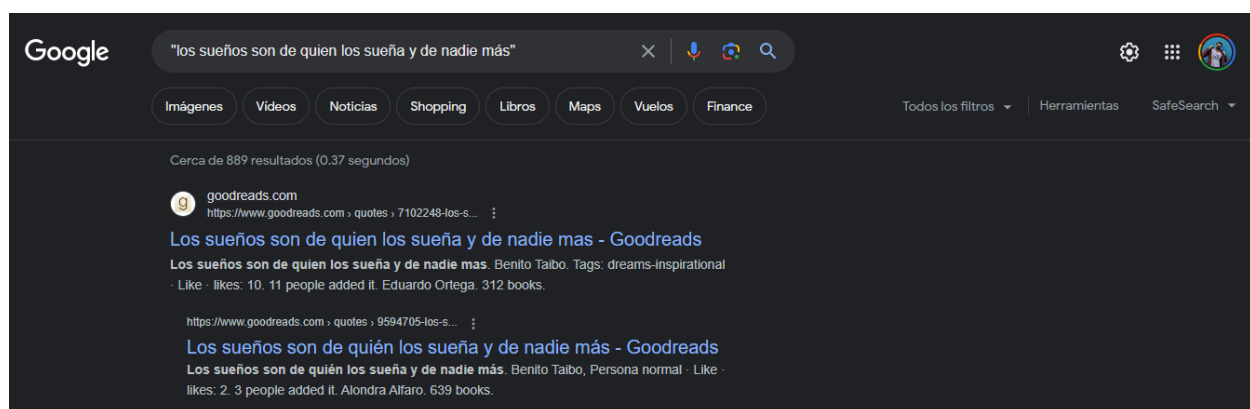 Google
"los sueños son de quien los sueña y de nadie más"
Imágenes
Vídeos
Noticias
Shopping
Libros
Maps
Vuelos
Finance
Todos los filtros
Herramientas
SafeSearch
Cerca de 889 resultados (0.37 segundos)
g
goodreads.com
https://www.goodreads.com › quotes › 7102248-los-s...
Los sueños son de quien los sueña y de nadie mas - Goodreads
Los sueños son de quien los sueña y de nadie mas. Benito Taibo. Tags: dreams-inspirational
· Like · likes: 10. 11 people added it. Eduardo Ortega. 312 books.
https://www.goodreads.com › quotes › 9594705-los-s...
Los sueños son de quién los sueña y de nadie más - Goodreads
Los sueños son de quién los sueña y de nadie más. Benito Taibo, Persona normal · Like ·
likes: 2. 3 people added it. Alondra Alfaro. 639 books.